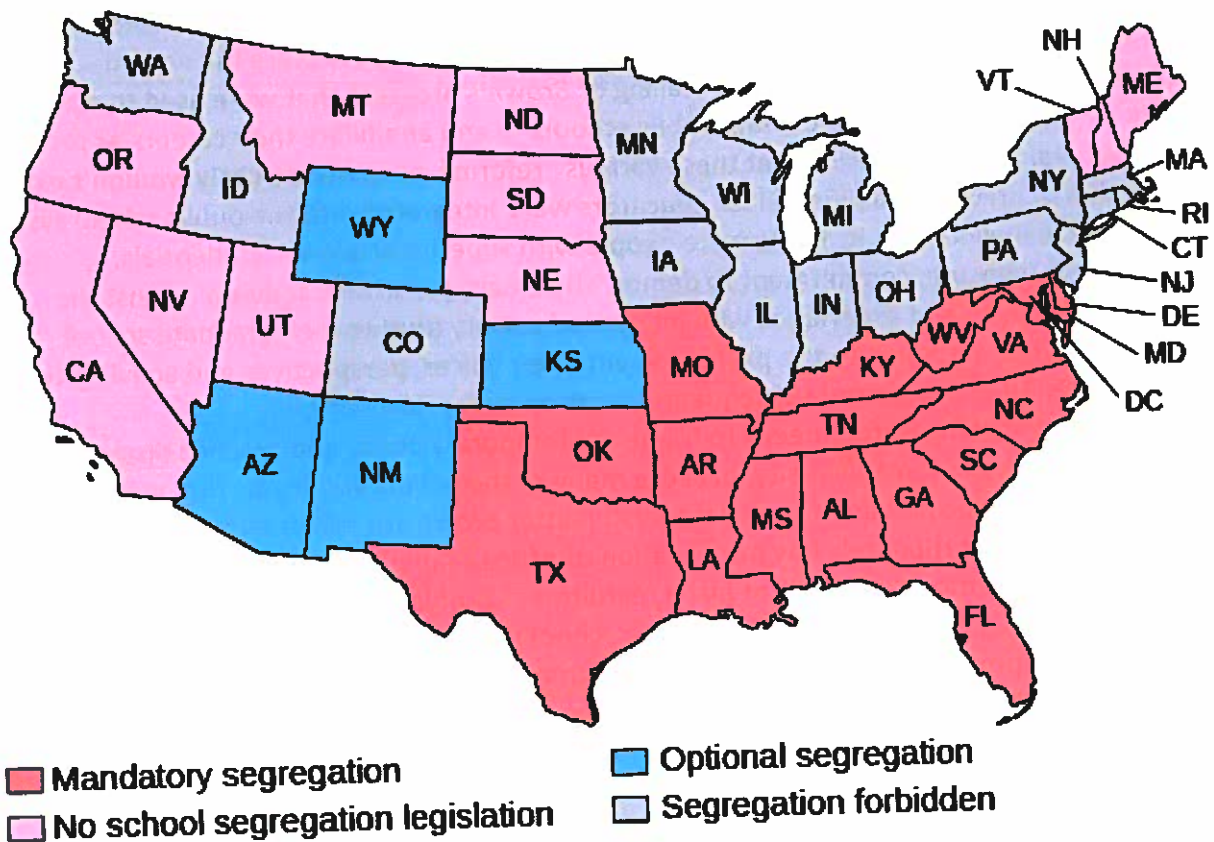 NH
WA
VT
ME
MT
ND
MN
OR
MA
ID
WI
NY
SD
MI
RI
WY
CT
PA
IA
NE
NJ
NV
OH
IL
IN
UT
DE
CO
WV
VA
KS
MO
CA
KY
MD
DC
NC
TN
OK
AZ
AR
NM
SC
MS
AL
GA
LA
TX
FL
Mandatory segregation
Optional segregation
No school segregation legislation
Segregation forbidden